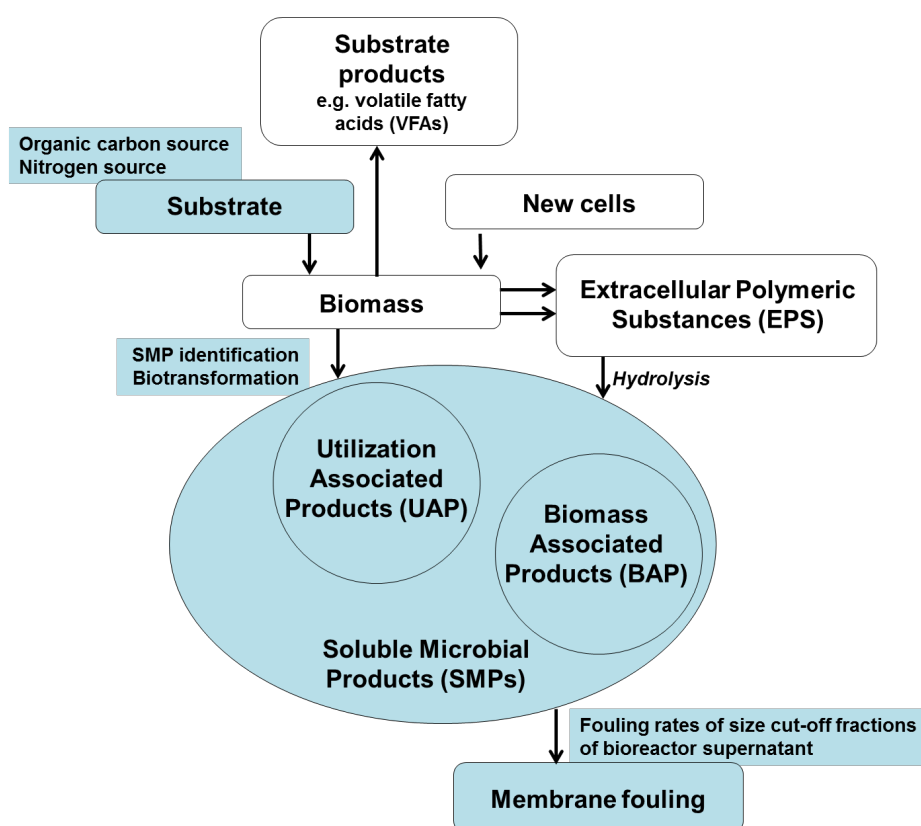 Substrate
products
e.g. volatile fatty
acids (VFAs)
Organic carbon source
Nitrogen source
Substrate
New cells
Biomass
Extracellular Polymeric
Substances (EPS)
SMP identification
Biotransformation
Hydrolysis
Utilization
Associated
Products (UAP)
Biomass
Associated
Products (BAP)
Soluble Microbial
Products (SMPs)
Fouling rates of size cut-off fractions
of bioreactor supernatant
Membrane fouling